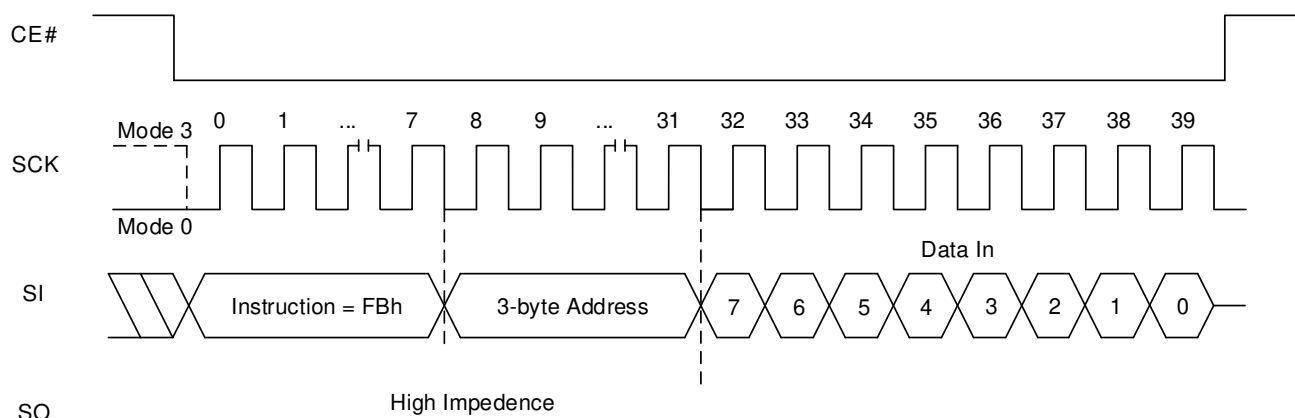 CE#
0 1 ... 7 8 9 ... 31 32 33 34 35 36 37 38 39
Mode 3
SCK
Mode 0
Data In
SI
Instruction = FBh 3-byte Address 7 6 5 4 3 2 1 0
High Impedence
SO